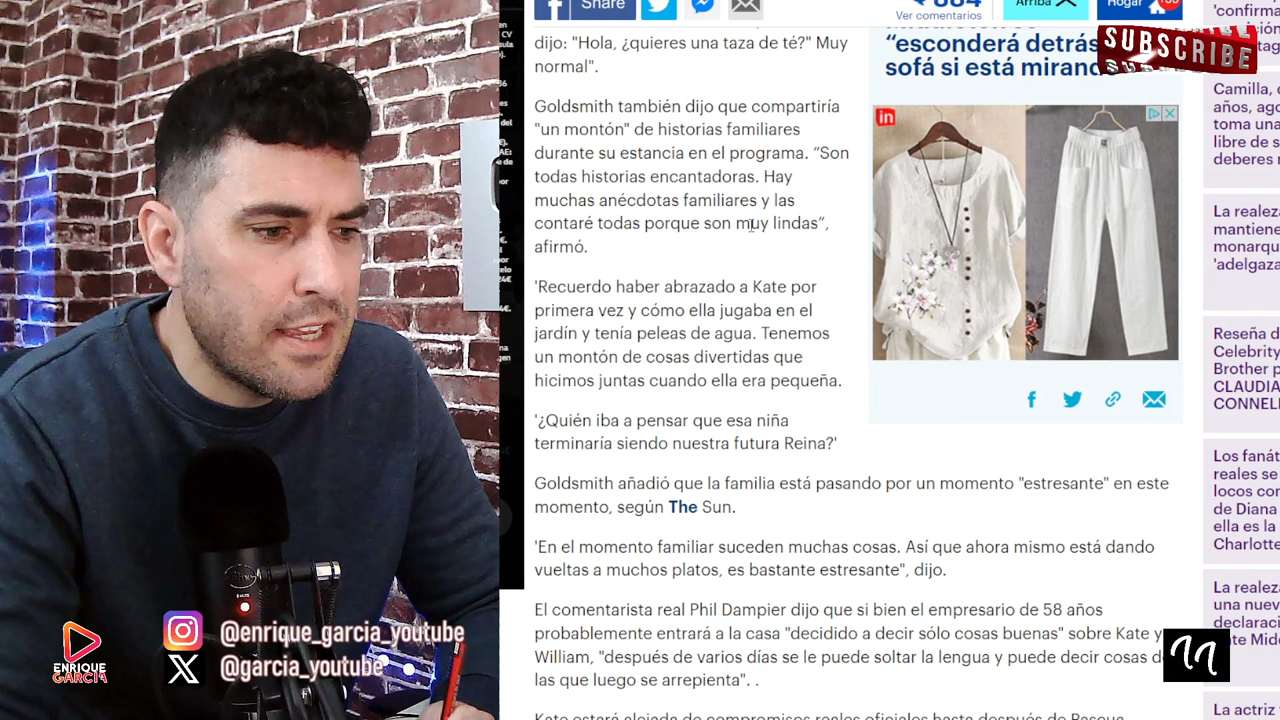 Share
884
Ver comentarios
Arriba
Hogar
SUBSCRIBE
dijo: "Hola, ¿quieres una taza de té?" Muy
normal".
Goldsmith también dijo que compartiría
"un montón" de historias familiares
durante su estancia en el programa. “Son
todas historias encantadoras. Hay
muchas anécdotas familiares y las
contaré todas porque son muy lindas”,
afirmó.
'Recuerdo haber abrazado a Kate por
primera vez y cómo ella jugaba en el
jardín y tenía peleas de agua. Tenemos
un montón de cosas divertidas que
hicimos juntas cuando ella era pequeña.
'¿Quién iba a pensar que esa niña
terminaría siendo nuestra futura Reina?'
Goldsmith añadió que la familia está pasando por un momento "estresante" en este
momento, según The Sun.
'En el momento familiar suceden muchas cosas. Así que ahora mismo está dando
vueltas a muchos platos, es bastante estresante", dijo.
El comentarista real Phil Dampier dijo que si bien el empresario de 58 años
probablemente entrará a la casa "decidido a decir sólo cosas buenas" sobre Kate y
William, "después de varios días se le puede soltar la lengua y puede decir cosas de
las que luego se arrepienta". .
“esconderá detrás
sofá si está mirand
in
'confirma
Camilla, d
años, ago
toma una
libre de s
deberes r
La realez
mantiene
monarqu
'adelgaza
Reseña d
Celebrity
Brother p
CLAUDIA
CONNELL
Los fanát
reales se
locos con
de Diana
ella es la
Charlotte
La realeza
una nuev
declaraci
Kate Midd
La actriz
ENRIQUE
GARCIA
@enrique_garcia_youtube
@garcia_youtube